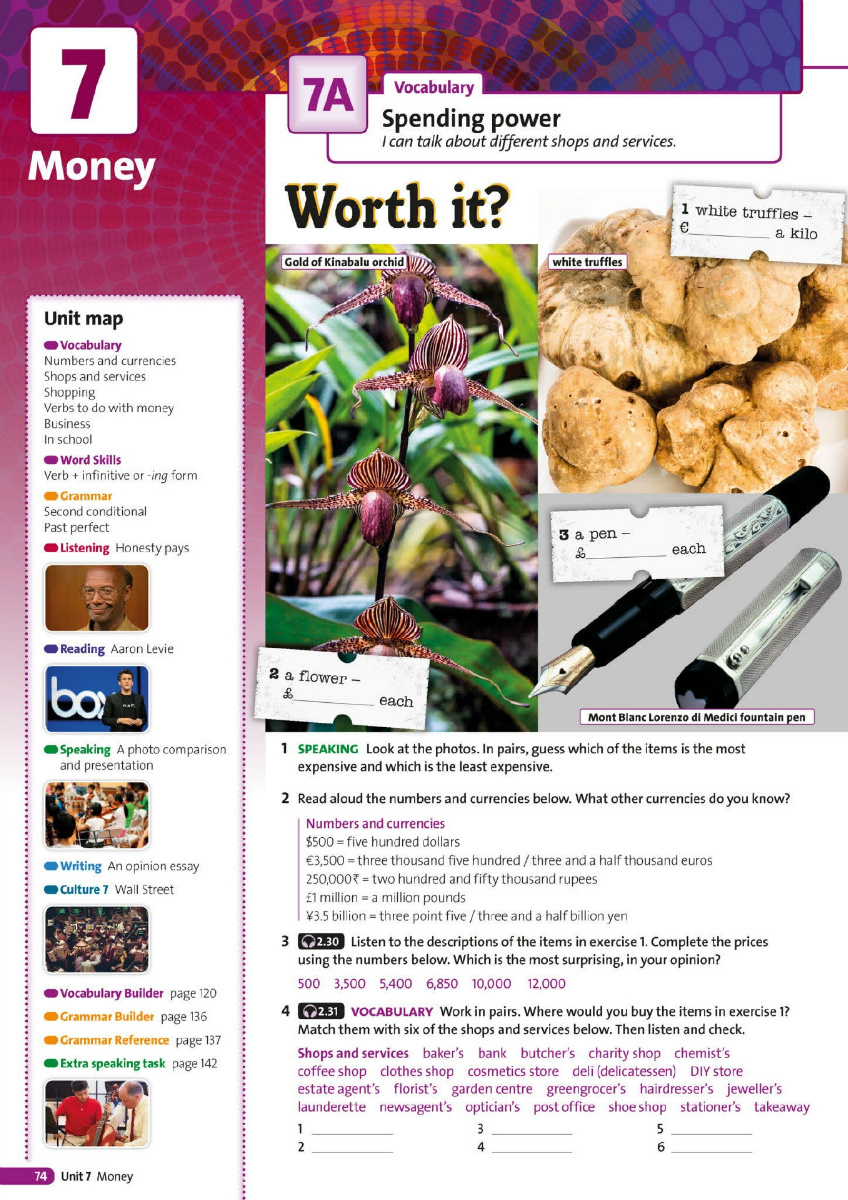 7
Money
7A
Vocabulary
Spending power
I can talk about different shops and services.
Worth it?
Gold of Kinabalu orchid
white truffles
1 white truffles –
€__________ a kilo
3 a pen –
£__________ each
2 a flower –
£__________ each
Mont Blanc Lorenzo di Medici fountain pen
Unit map
Vocabulary
Numbers and currencies
Shops and services
Shopping
Verbs to do with money
Business
In school
Word Skills
Verb + infinitive or -ing form
Grammar
Second conditional
Past perfect
Listening Honesty pays
Reading Aaron Levie
box
Speaking A photo comparison
and presentation
Writing An opinion essay
Culture 7 Wall Street
Vocabulary Builder page 120
Grammar Builder page 136
Grammar Reference page 137
Extra speaking task page 142
1 SPEAKING Look at the photos. In pairs, guess which of the items is the most
expensive and which is the least expensive.
2 Read aloud the numbers and currencies below. What other currencies do you know?
Numbers and currencies
$500 = five hundred dollars
€3,500 = three thousand five hundred / three and a half thousand euros
250,000₹ = two hundred and fifty thousand rupees
£1 million = a million pounds
¥3.5 billion = three point five / three and a half billion yen
3 2.30 Listen to the descriptions of the items in exercise 1. Complete the prices
using the numbers below. Which is the most surprising, in your opinion?
500 3,500 5,400 6,850 10,000 12,000
4 2.31 VOCABULARY Work in pairs. Where would you buy the items in exercise 1?
Match them with six of the shops and services below. Then listen and check.
Shops and services baker's bank butcher's charity shop chemist's
coffee shop clothes shop cosmetics store deli (delicatessen) DIY store
estate agent's florist's garden centre greengrocer's hairdresser's jeweller's
launderette newsagent's optician's post office shoe shop stationer's takeaway
1 __________ 3 __________ 5 __________
2 __________ 4 __________ 6 __________
74 Unit 7 Money